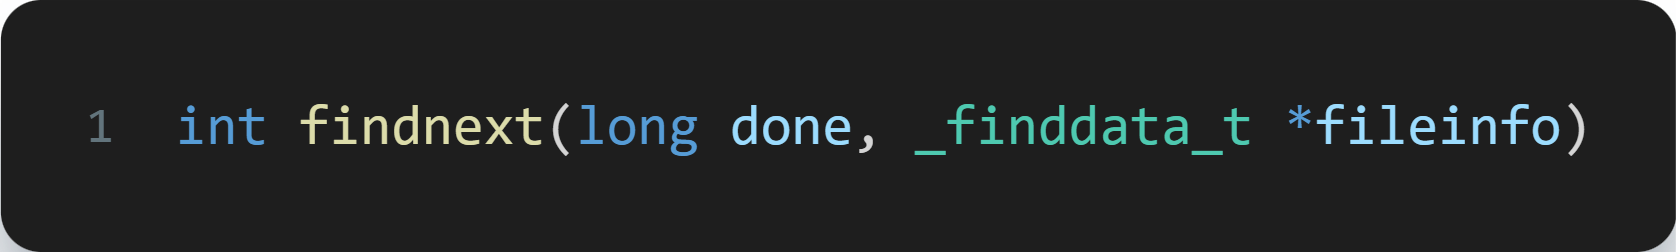 1 int findnext(long done, _finddata_t *fileinfo)